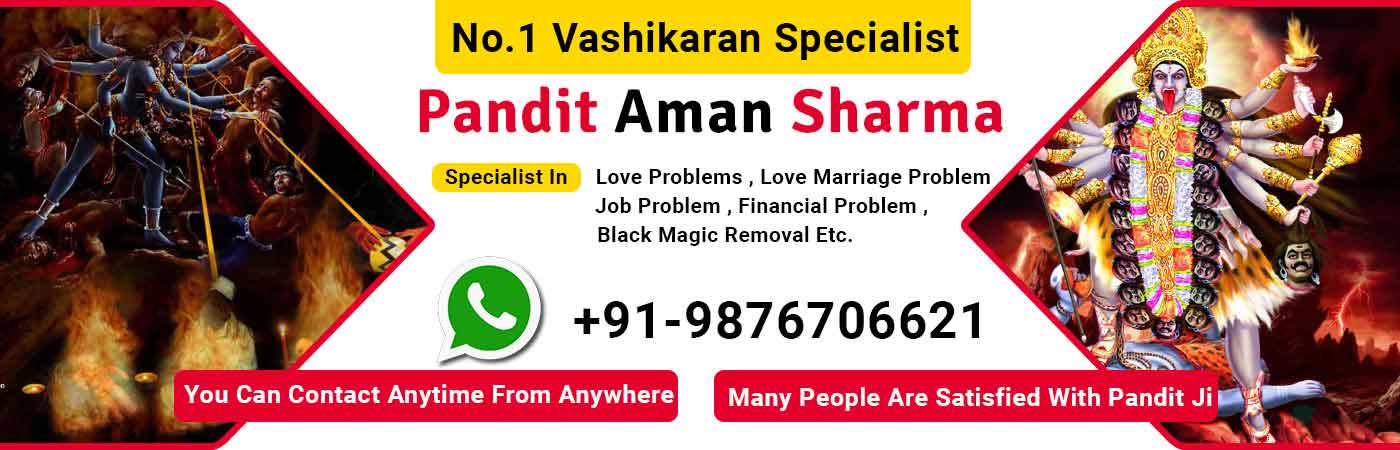 No.1 Vashikaran Specialist
Pandit Aman Sharma
Specialist In Love Problems , Love Marriage Problem
Job Problem , Financial Problem ,
Black Magic Removal Etc.
+91-9876706621
You Can Contact Anytime From Anywhere
Many People Are Satisfied With Pandit Ji